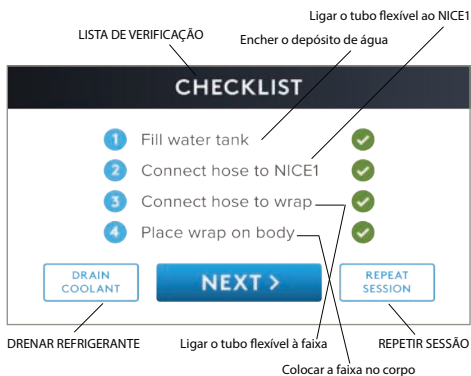 Ligar o tubo flexível ao NICE1
LISTA DE VERIFICAÇÃO
Encher o depósito de água
CHECKLIST
1 Fill water tank
2 Connect hose to NICE1
3 Connect hose to wrap
4 Place wrap on body
DRAIN
COOLANT
NEXT >
REPEAT
SESSION
DRENAR REFRIGERANTE
Ligar o tubo flexível à faixa
REPETIR SESSÃO
Colocar a faixa no corpo